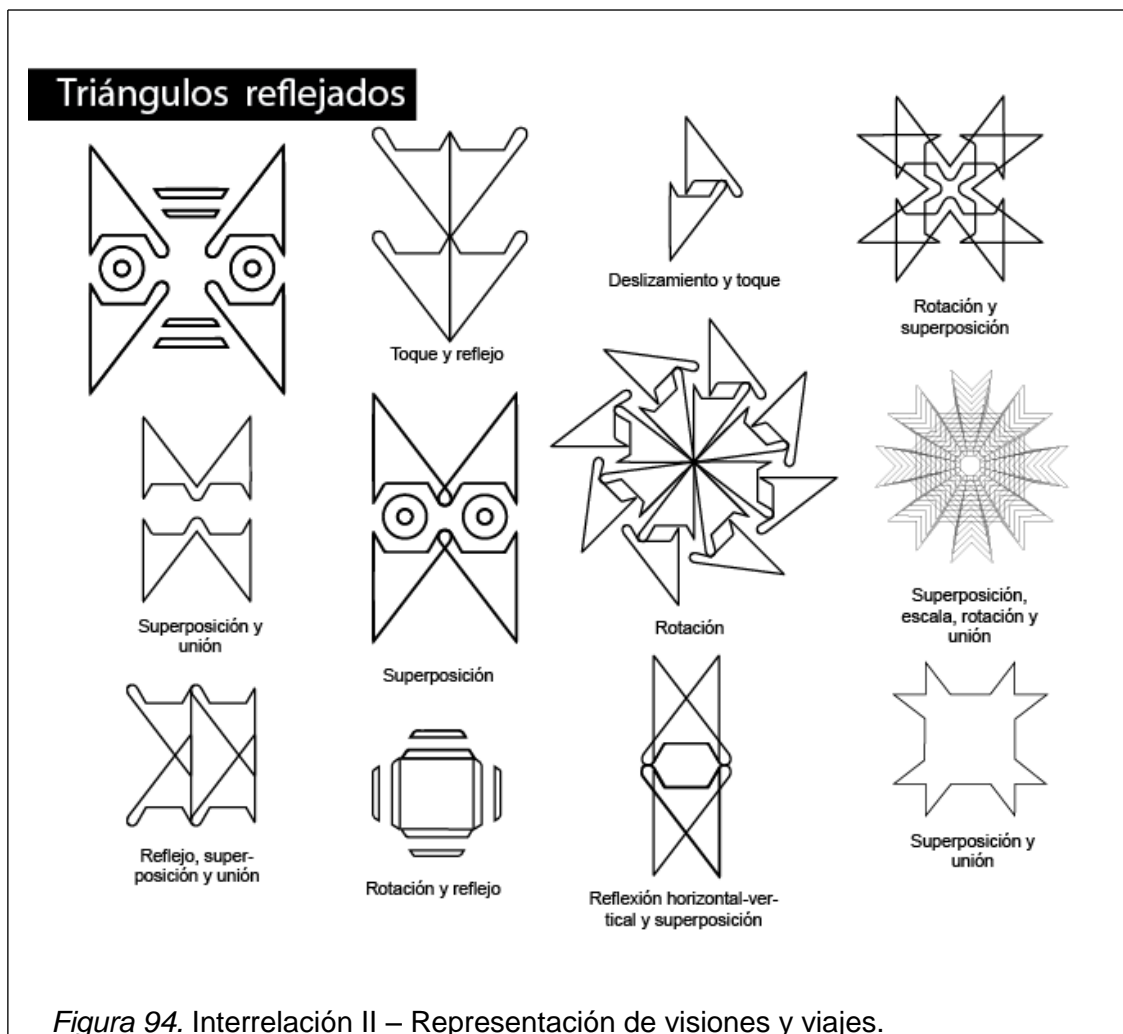 Triángulos reflejados
Toque y reflejo
Deslizamiento y toque
Rotación y
superposición
Superposición y
unión
Superposición
Rotación
Superposición,
escala, rotación y
unión
Reflejo, super-
posición y unión
Rotación y reflejo
Reflexión horizontal-ver-
tical y superposición
Superposición y
unión
Figura 94. Interrelación II – Representación de visiones y viajes.